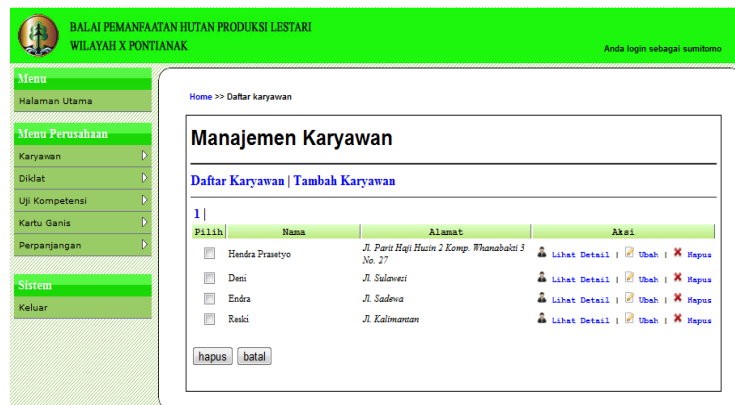 BALAI PEMANFAATAN HUTAN PRODUKSI LESTARI
WILAYAH X PONTIANAK
Anda login sebagai sumitomo
Menu
Halaman Utama
Menu Perusahaan
Karyawan
Diklat
Uji Kompetensi
Kartu Ganis
Perpanjangan
Sistem
Keluar
Home >> Daftar karyawan
Manajemen Karyawan
Daftar Karyawan | Tambah Karyawan
1 |
Pilih Nama Alamat Aksi
Hendra Prasetyo Jl. Parit Haji Husin 2 Komp. Whanabakti 3 No. 27 Lihat Detail | Ubah | Hapus
Deni Jl. Sulawesi Lihat Detail | Ubah | Hapus
Endra Jl. Sadewa Lihat Detail | Ubah | Hapus
Reski Jl. Kalimantan Lihat Detail | Ubah | Hapus
hapus batal